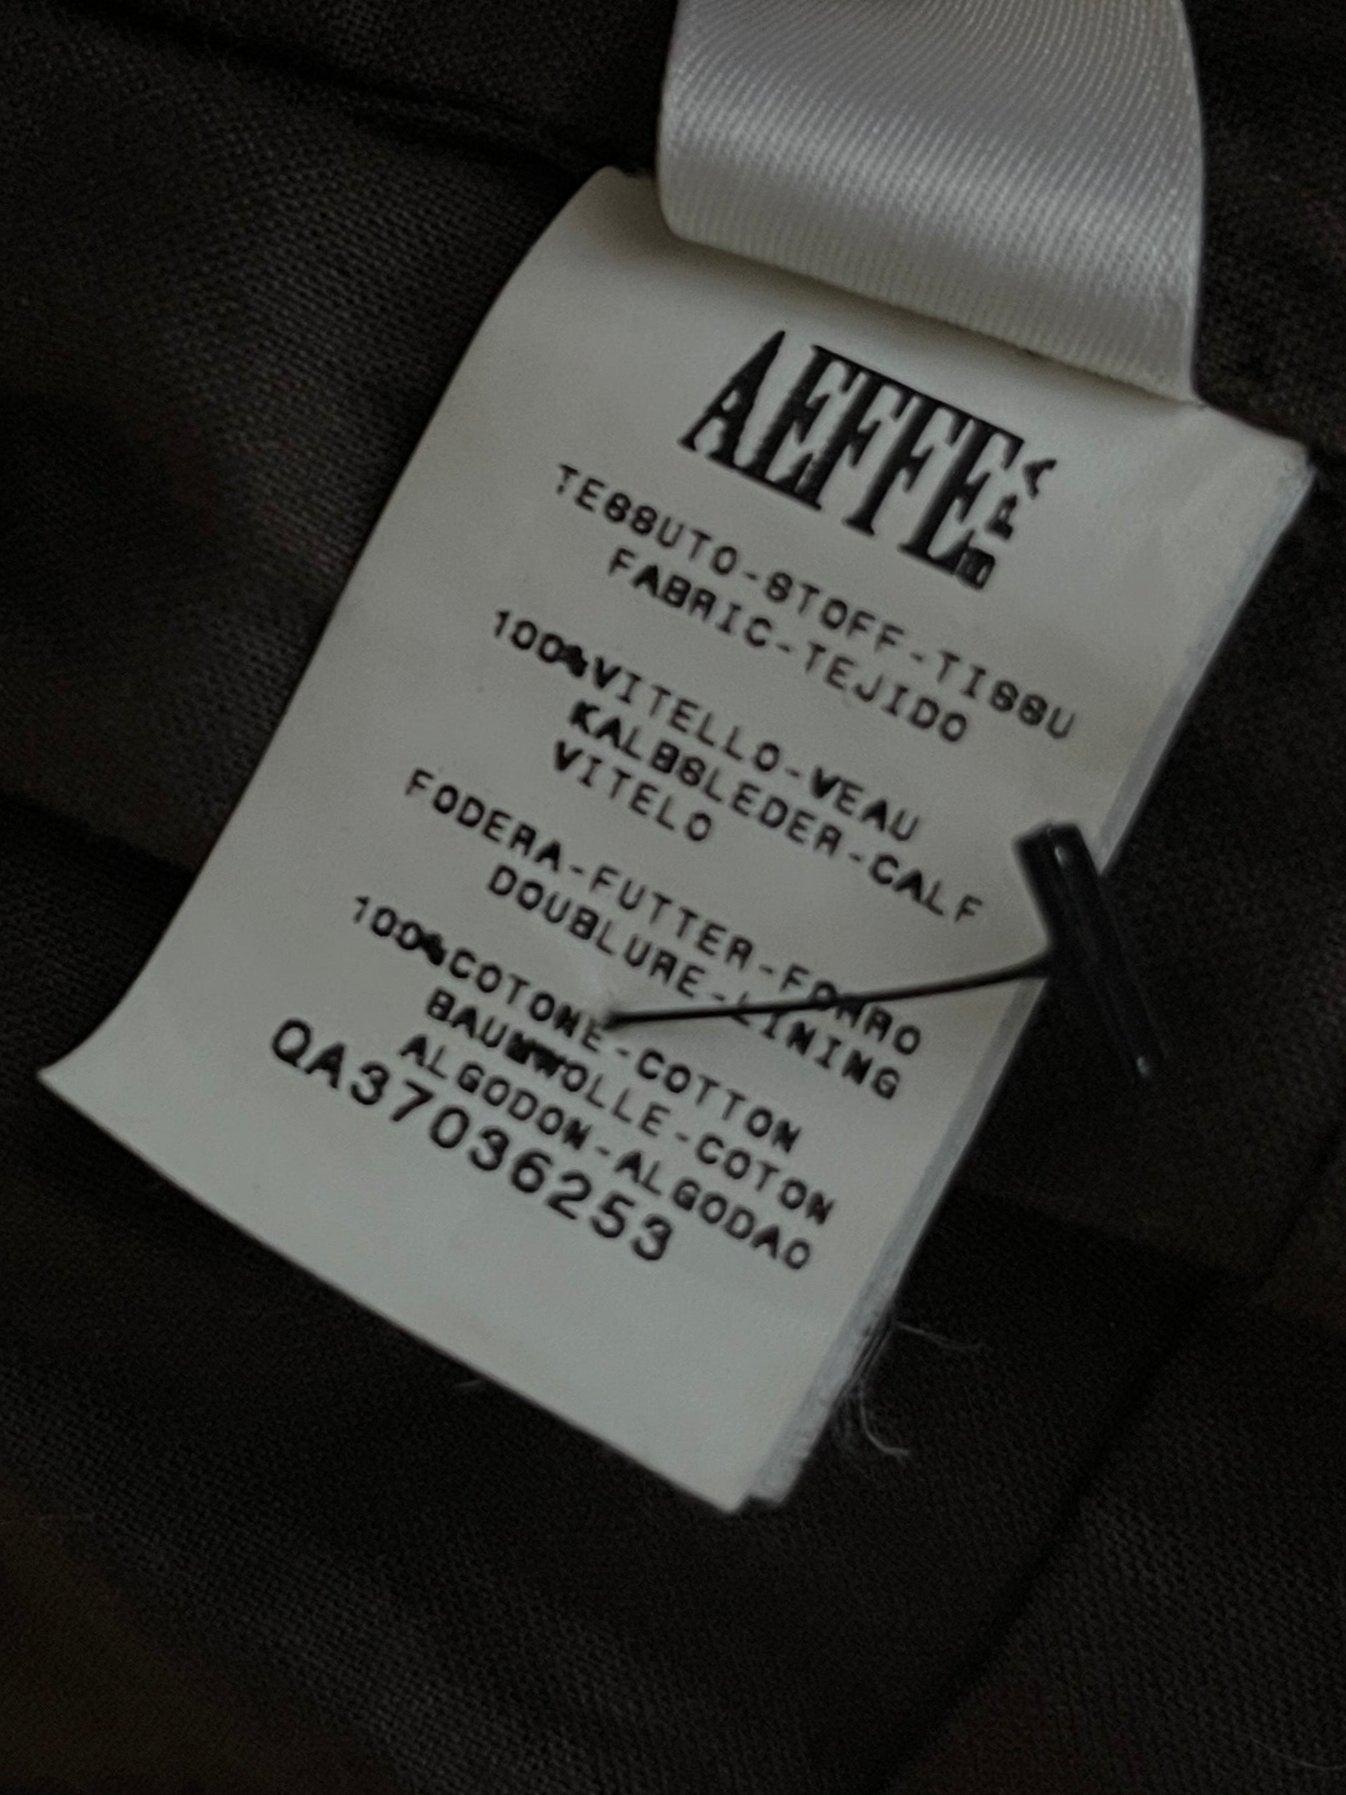 AEFFE SPA
TESSUTO-STOFF-TISSU
FABRIC-TEJIDO
100%VITELLO-VEAU
KALBSLEDER-CALF
VITELO
FODERA-FUTTER-FORRO
DOUBLURE-LINING
100%COTONE-COTTON
BAUMWOLLE-COTON
ALGODON-ALGODAO
QA37036253